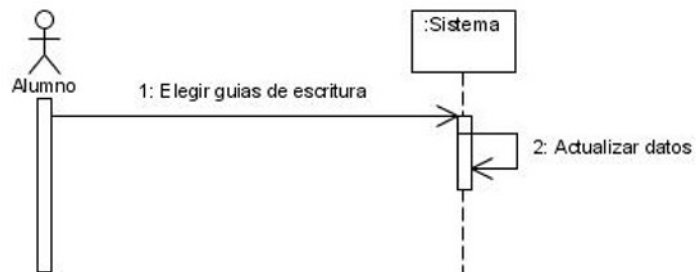 :Sistema
Alumno
1: Elegir guias de escritura
2: Actualizar datos